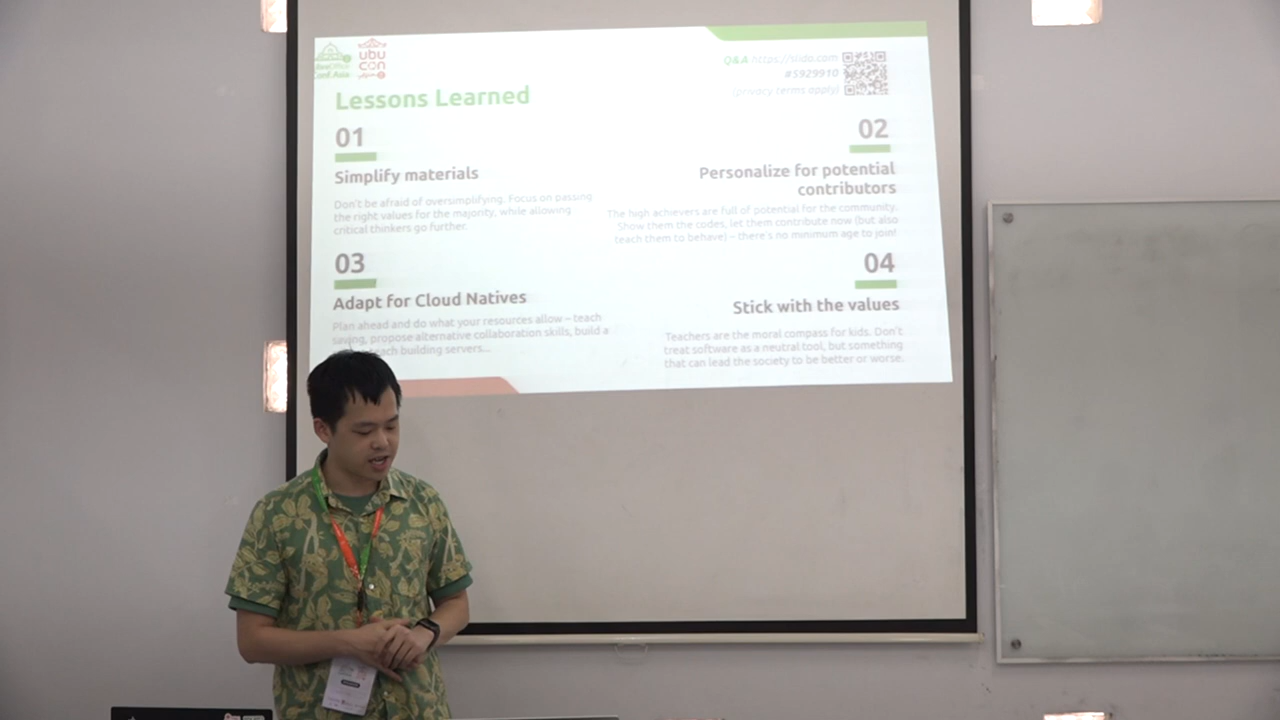 Conf. Asia
ubu
con
Q&A https://slido.com
#5929910
(privacy terms apply)
Lessons Learned
01
Simplify materials
Don't be afraid of oversimplifying. Focus on passing
the right values for the majority, while allowing
critical thinkers go further.
02
Personalize for potential
contributors
The high achievers are full of potential for the community.
Show them the codes, let them contribute now (but also
teach them to behave) – there's no minimum age to join!
03
Adapt for Cloud Natives
Plan ahead and do what your resources allow – teach
saving, propose alternative collaboration skills, build a
teach building servers...
04
Stick with the values
Teachers are the moral compass for kids. Don't
treat software as a neutral tool, but something
that can lead the society to be better or worse.